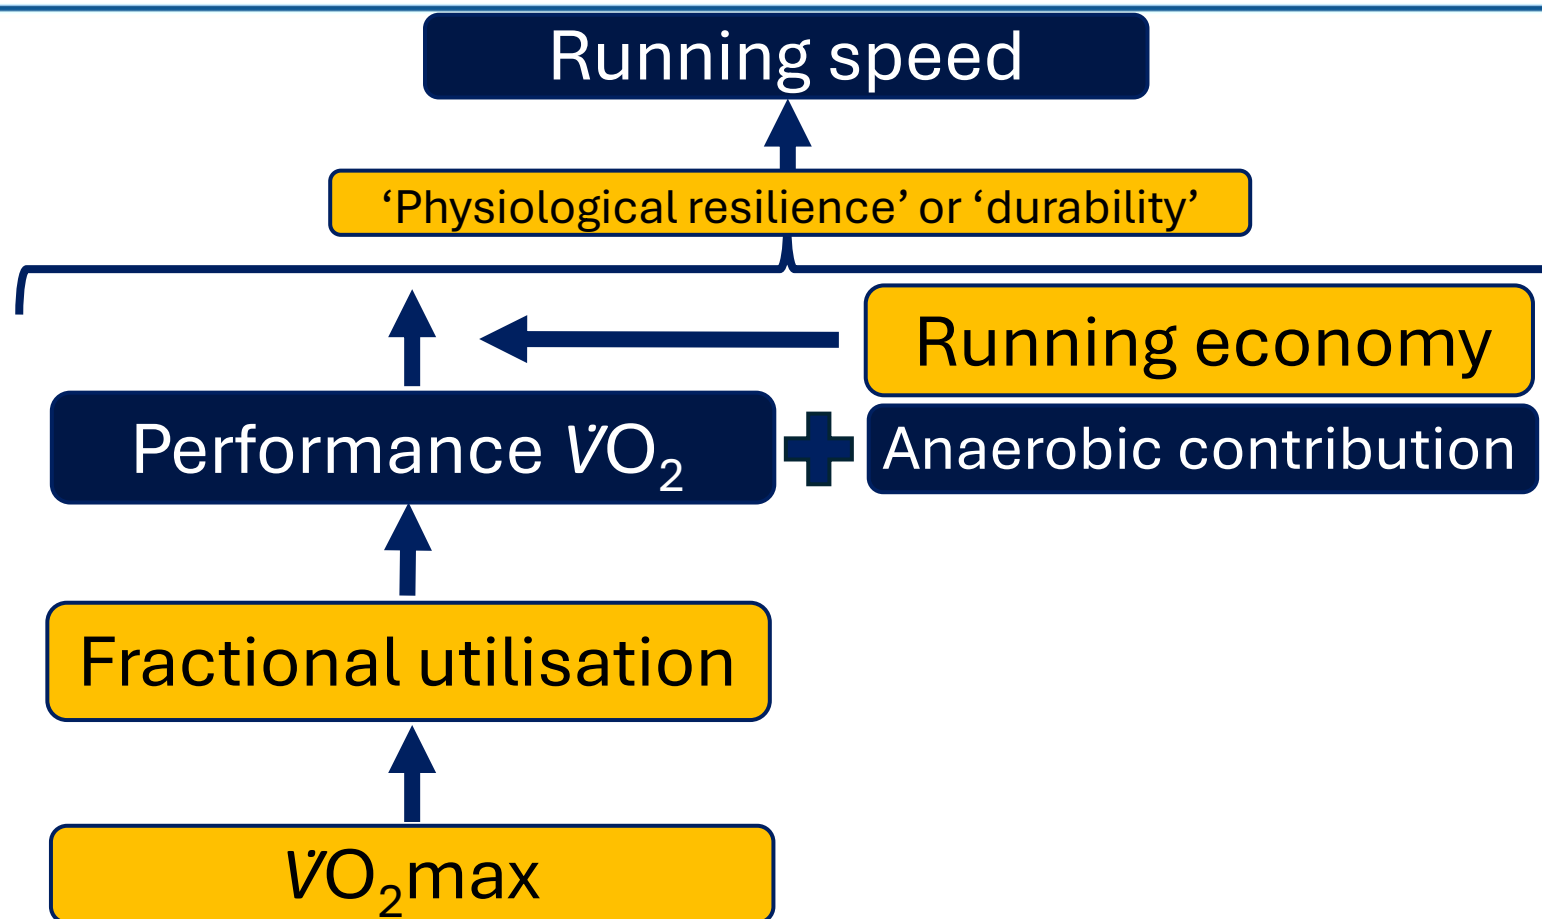 Running speed
‘Physiological resilience’ or ‘durability’
Running economy
Performance V̇O₂
Anaerobic contribution
Fractional utilisation
V̇O₂max